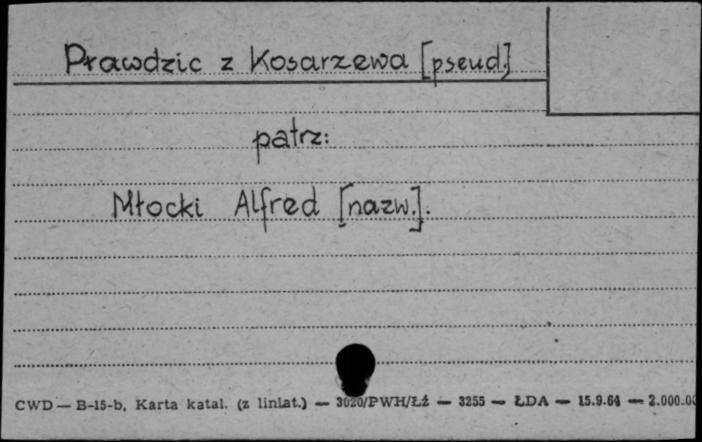 Prawdzic z Kosarzewa [pseud.]
patrz:
Młocki Alfred [nazw.].
CWD — B-15-b, Karta katal. (z liniat.) — 3020/PWH/Łź — 3255 — ŁDA — 15.9.64 — 2.000.00